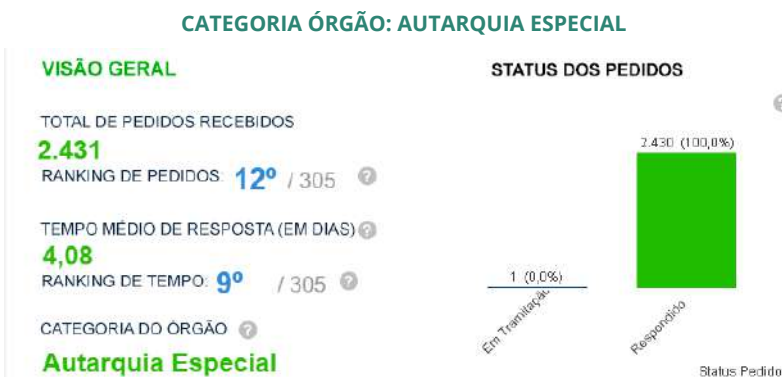 CATEGORIA ÓRGÃO: AUTARQUIA ESPECIAL
VISÃO GERAL
TOTAL DE PEDIDOS RECEBIDOS
2.431
RANKING DE PEDIDOS: 12º / 305 ?
TEMPO MÉDIO DE RESPOSTA (EM DIAS) ?
4,08
RANKING DE TEMPO: 9º / 305 ?
CATEGORIA DO ÓRGÃO ?
Autarquia Especial
STATUS DOS PEDIDOS
?
2.430 (100,0%)
1 (0,0%)
Em Tramitação
Respondido
Status Pedido